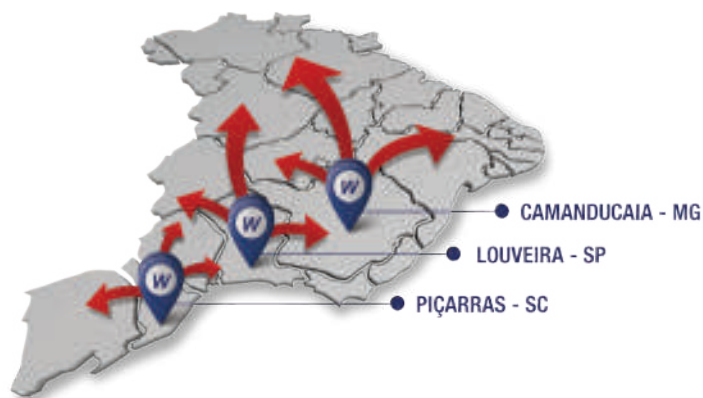 W
W
W
CAMANDUCAIA - MG
LOUVEIRA - SP
PIÇARRAS - SC